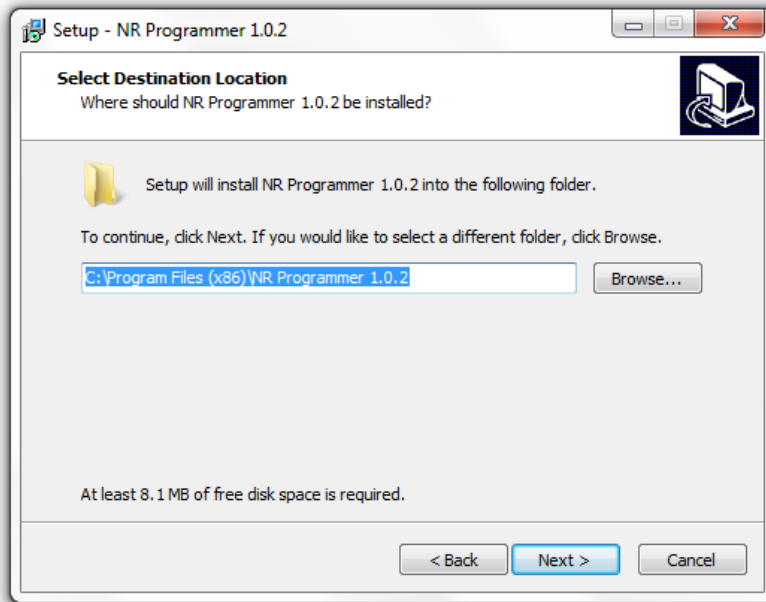 Setup - NR Programmer 1.0.2
Select Destination Location
Where should NR Programmer 1.0.2 be installed?
Setup will install NR Programmer 1.0.2 into the following folder.
To continue, click Next. If you would like to select a different folder, click Browse.
C:\Program Files (x86)\NR Programmer 1.0.2
Browse...
At least 8.1 MB of free disk space is required.
< Back
Next >
Cancel